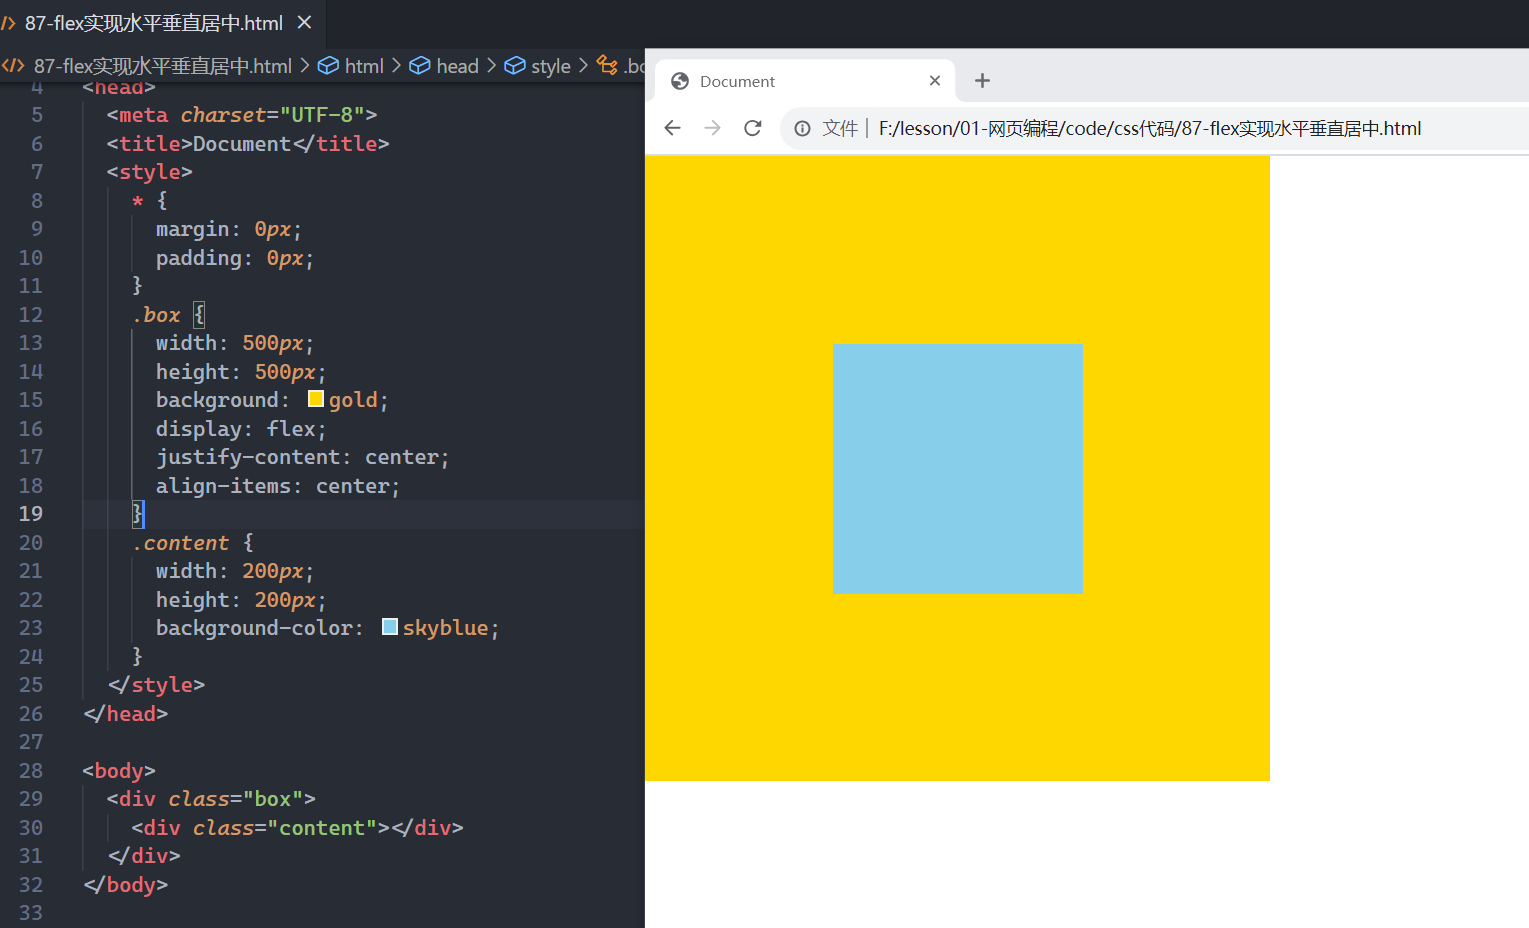 87-flex实现水平垂直居中.html
87-flex实现水平垂直居中.html > html > head > style > .bo
4 <head>
5 <meta charset="UTF-8">
6 <title>Document</title>
7 <style>
8 * {
9 margin: 0px;
10 padding: 0px;
11 }
12 .box {
13 width: 500px;
14 height: 500px;
15 background: gold;
16 display: flex;
17 justify-content: center;
18 align-items: center;
19 }
20 .content {
21 width: 200px;
22 height: 200px;
23 background-color: skyblue;
24 }
25 </style>
26 </head>
27
28 <body>
29 <div class="box">
30 <div class="content"></div>
31 </div>
32 </body>
33
Document
文件 | F:/lesson/01-网页编程/code/css代码/87-flex实现水平垂直居中.html